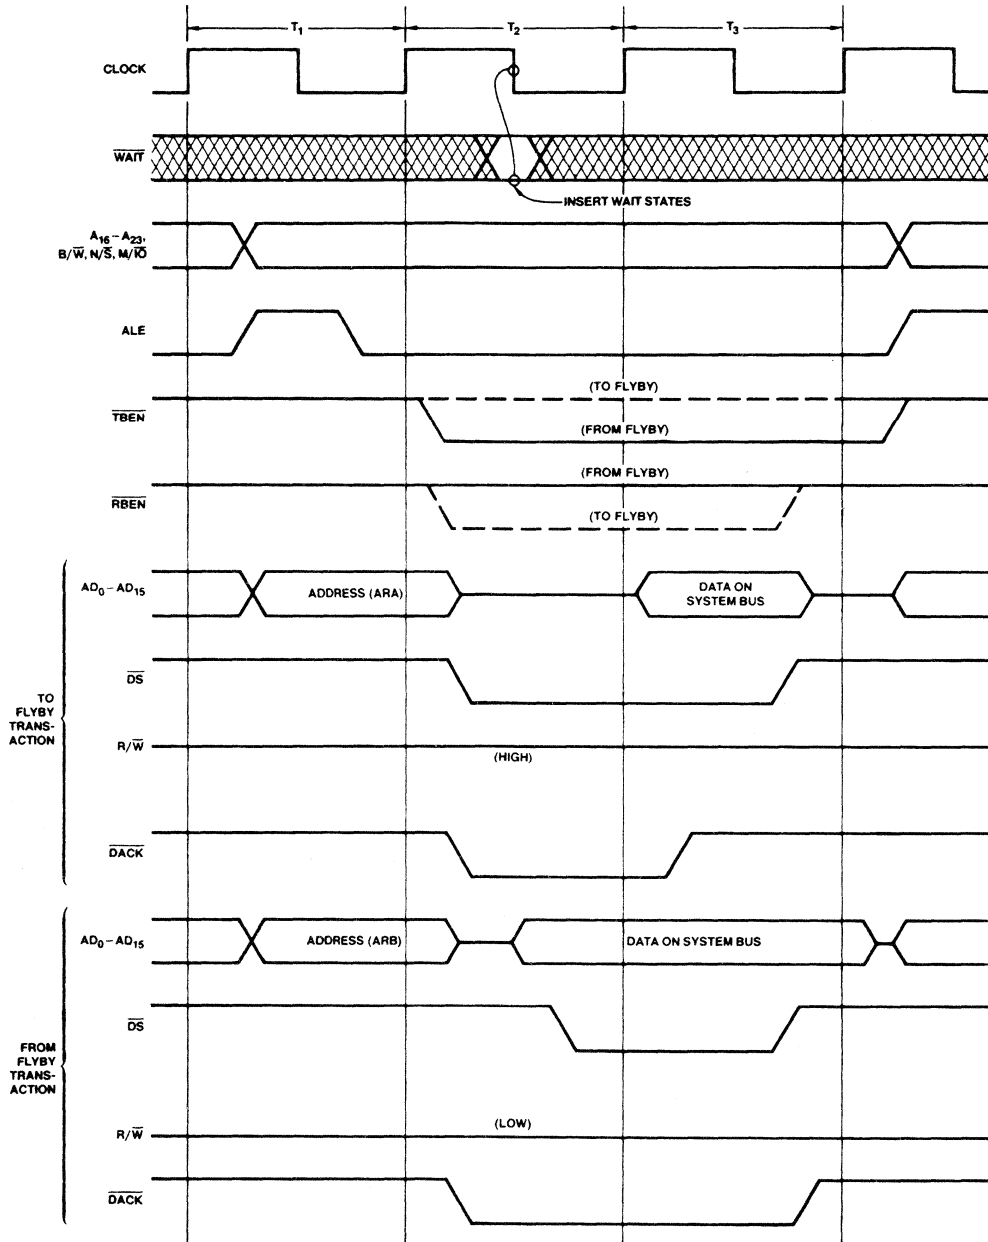 T1 T2 T3
CLOCK
WAIT
INSERT WAIT STATES
A16–A23,
B/W, N/S, M/IO
ALE
(TO FLYBY)
TBEN
(FROM FLYBY)
(FROM FLYBY)
RBEN
(TO FLYBY)
AD0–AD15 ADDRESS (ARA) DATA ON
SYSTEM BUS
DS
TO
FLYBY
TRANS-
ACTION
R/W
(HIGH)
DACK
AD0–AD15 ADDRESS (ARB) DATA ON SYSTEM BUS
DS
FROM
FLYBY
TRANS-
ACTION
(LOW)
R/W
DACK